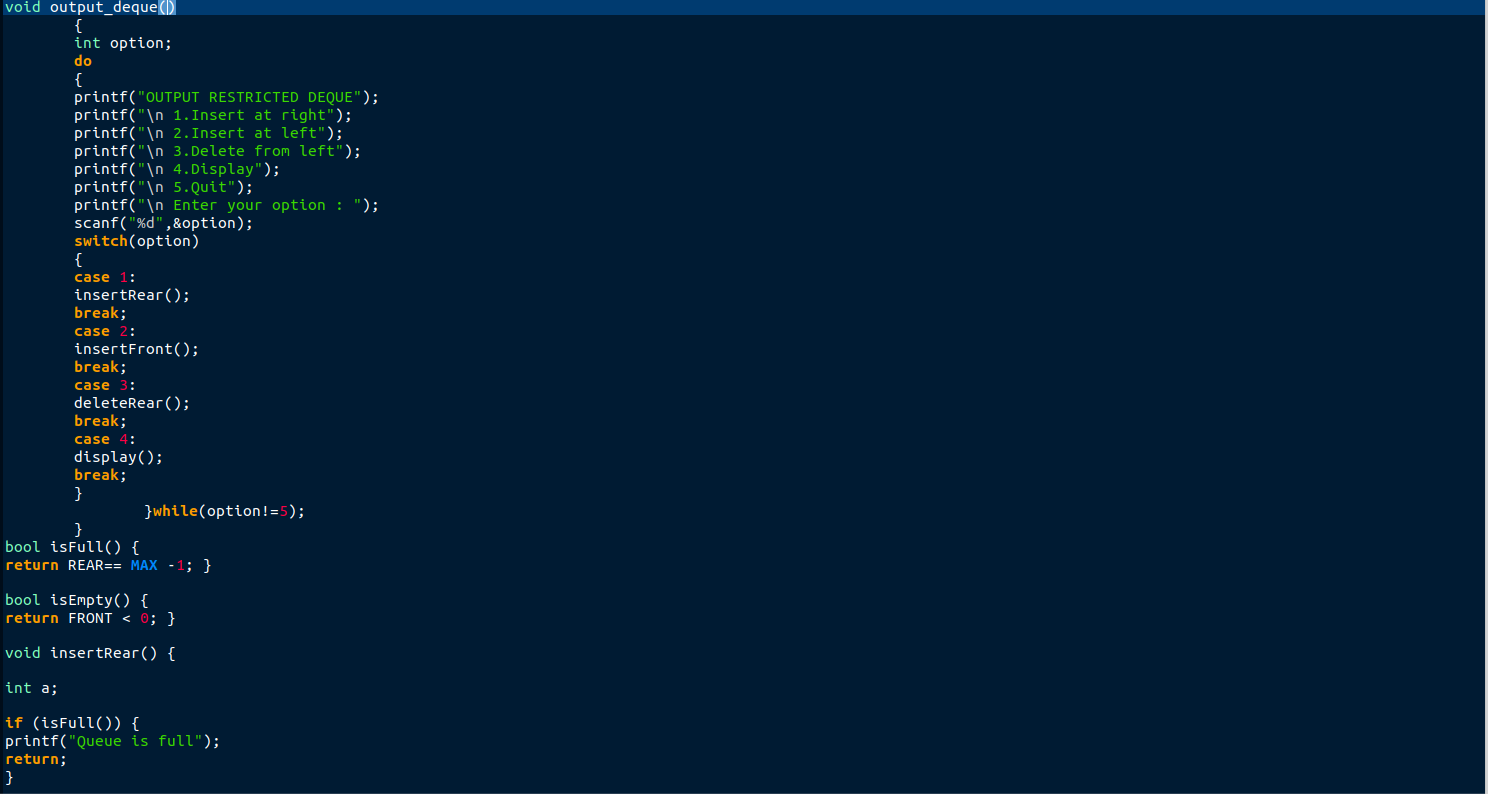 void output_deque()
{
int option;
do
{
printf("OUTPUT RESTRICTED DEQUE");
printf("\n 1.Insert at right");
printf("\n 2.Insert at left");
printf("\n 3.Delete from left");
printf("\n 4.Display");
printf("\n 5.Quit");
printf("\n Enter your option : ");
scanf("%d",&option);
switch(option)
{
case 1:
insertRear();
break;
case 2:
insertFront();
break;
case 3:
deleteRear();
break;
case 4:
display();
break;
}
}while(option!=5);
}
bool isFull() {
return REAR== MAX -1; }
bool isEmpty() {
return FRONT < 0; }
void insertRear() {
int a;
if (isFull()) {
printf("Queue is full");
return;
}